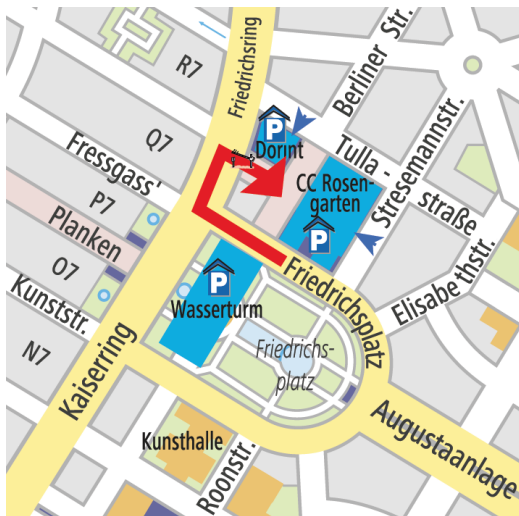 Friedrichsring
Berliner Str.
R7
P
Dorint
Tulla -
straße
Q7
Fressgass'
CC Rosen-
garten
P
Stresemannstr.
P7
Planken
O7
Kunststr.
N7
P
Wasserturm
Friedrichsplatz
Elisabethstr.
Friedrichs-
platz
Kaiserring
Kunsthalle
Roonstr.
Augustaanlage